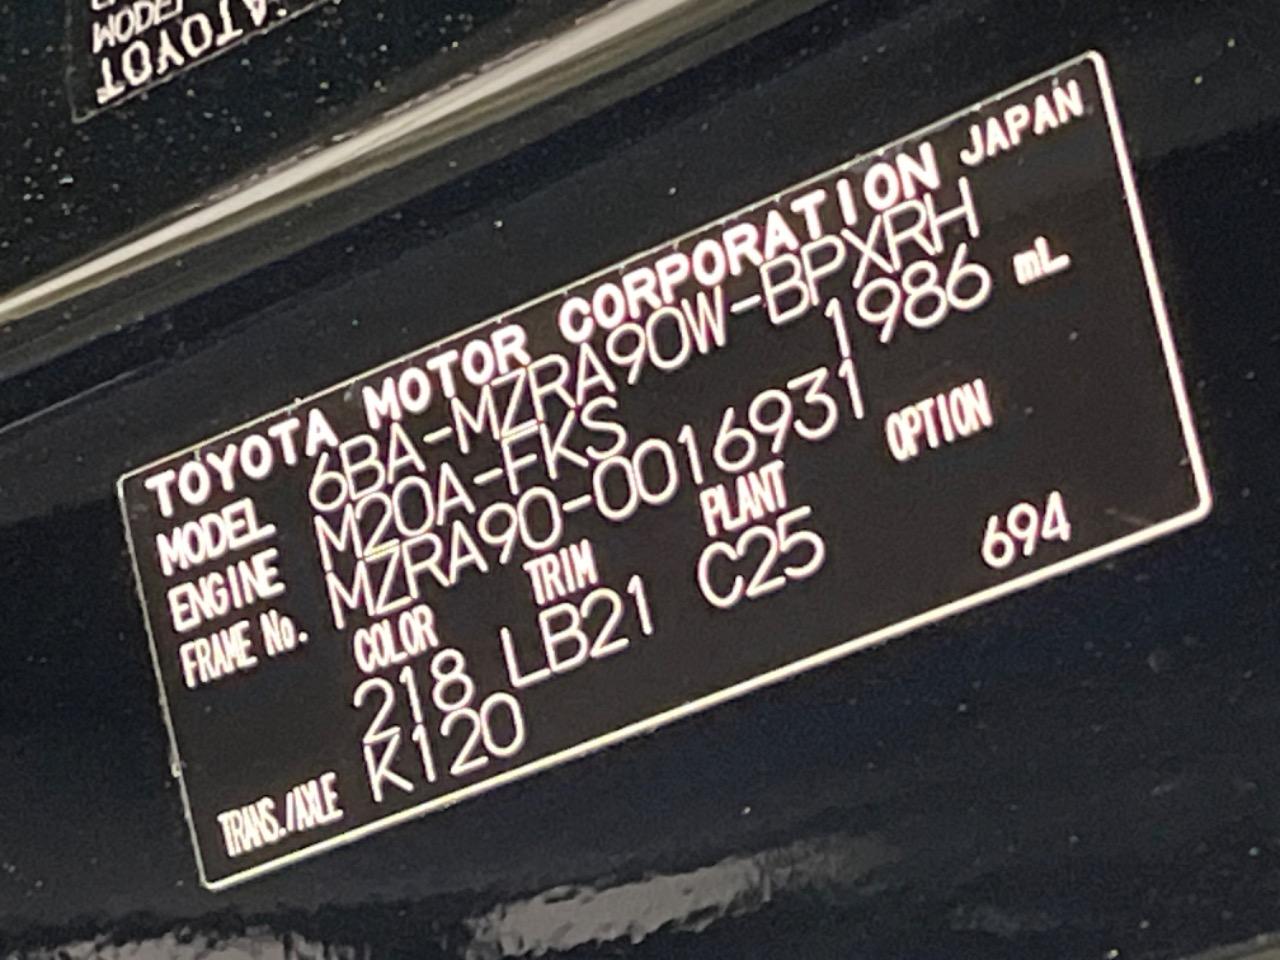 TOYOTA MOTOR CORPORATION JAPAN
MODEL 6BA-MZRA90W-BPXRH
ENGINE M20A-FKS 1986 mL
FRAME No. MZRA90-0016931
COLOR TRIM PLANT OPTION
218 LB21 C25 694
TRANS./AXLE K120
MODEL
TOYOT